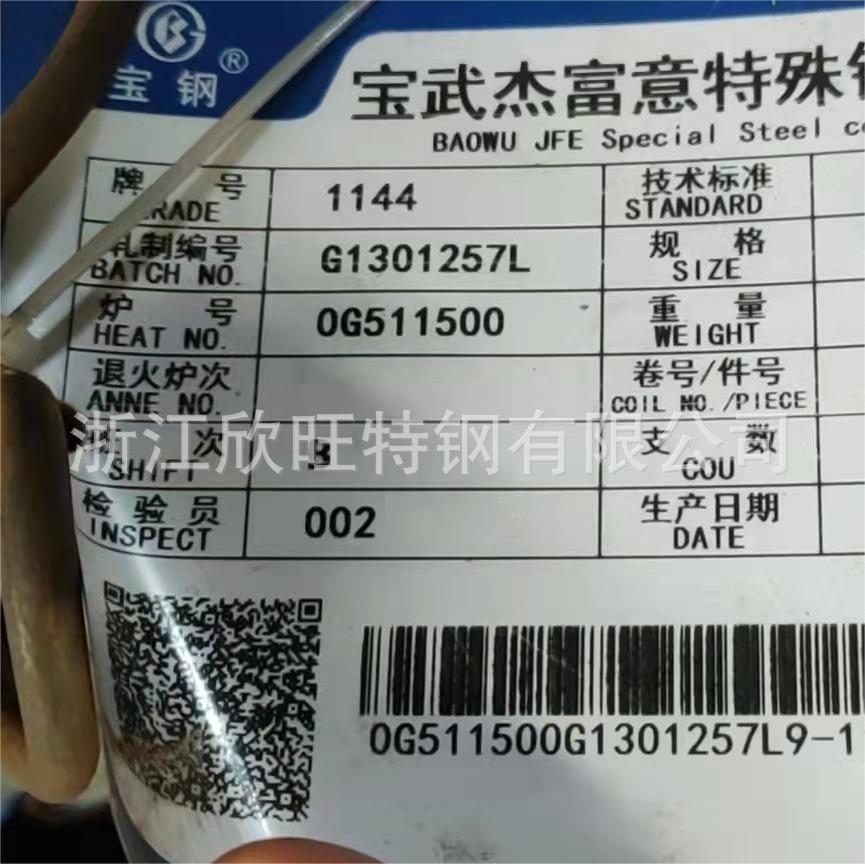 宝钢®
宝武杰富意特殊
BAOWU JFE Special Steel co
牌号 1144 技术标准
GRADE STANDARD
轧制编号 G1301257L 规格
BATCH NO. SIZE
炉号 0G511500 重量
HEAT NO. WEIGHT
退火炉次 卷号/件号
ANNE NO. COIL NO./PIECE
浙江欣旺特钢有限公司
次 B 支数
SHIFT COU
检验员 002 生产日期
INSPECT DATE
0G511500G1301257L9-1